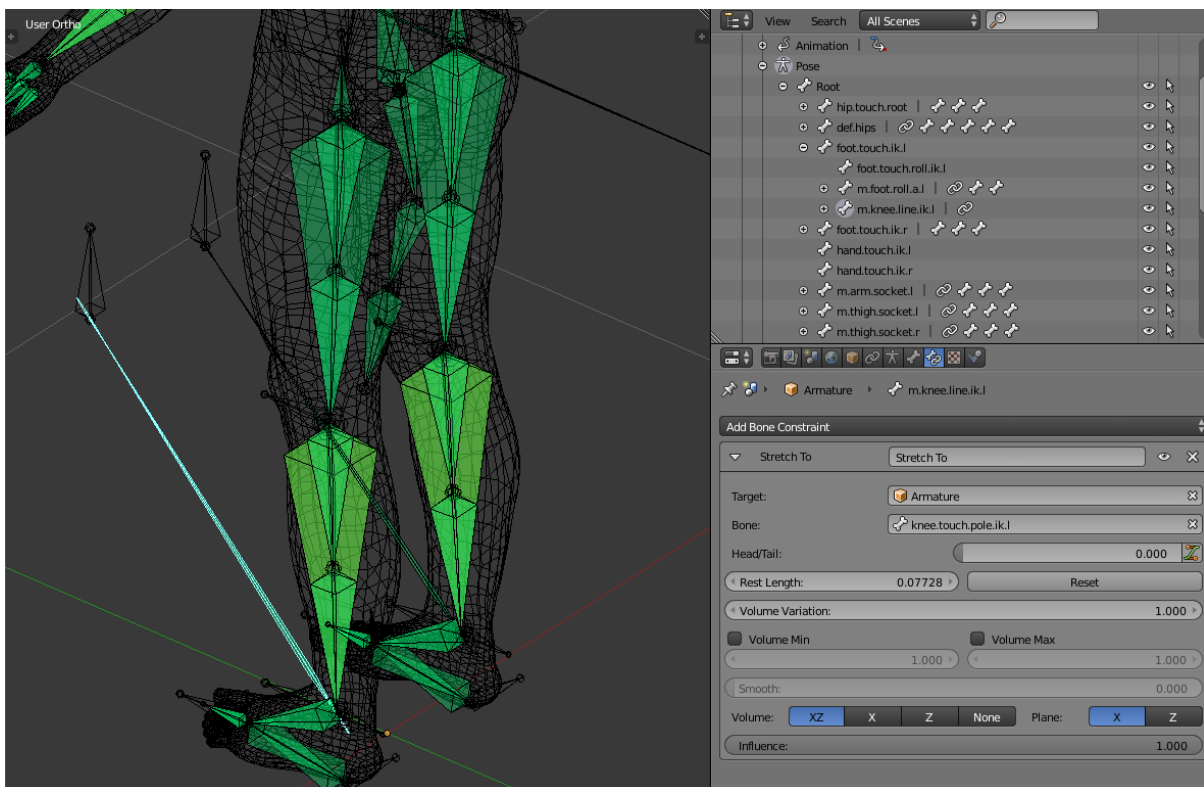 User Ortho
View Search All Scenes
Animation
Pose
Root
hip.touch.root
def.hips
foot.touch.ik.l
foot.touch.roll.ik.l
m.foot.roll.a.l
m.knee.line.ik.l
foot.touch.ik.r
hand.touch.ik.l
hand.touch.ik.r
m.arm.socket.l
m.thigh.socket.l
m.thigh.socket.r
Armature m.knee.line.ik.l
Add Bone Constraint
Stretch To Stretch To
Target: Armature
Bone: knee.touch.pole.ik.l
Head/Tail: 0.000
Rest Length: 0.07728 Reset
Volume Variation: 1.000
Volume Min Volume Max
1.000 1.000
Smooth: 0.000
Volume: XZ X Z None Plane: X Z
Influence: 1.000